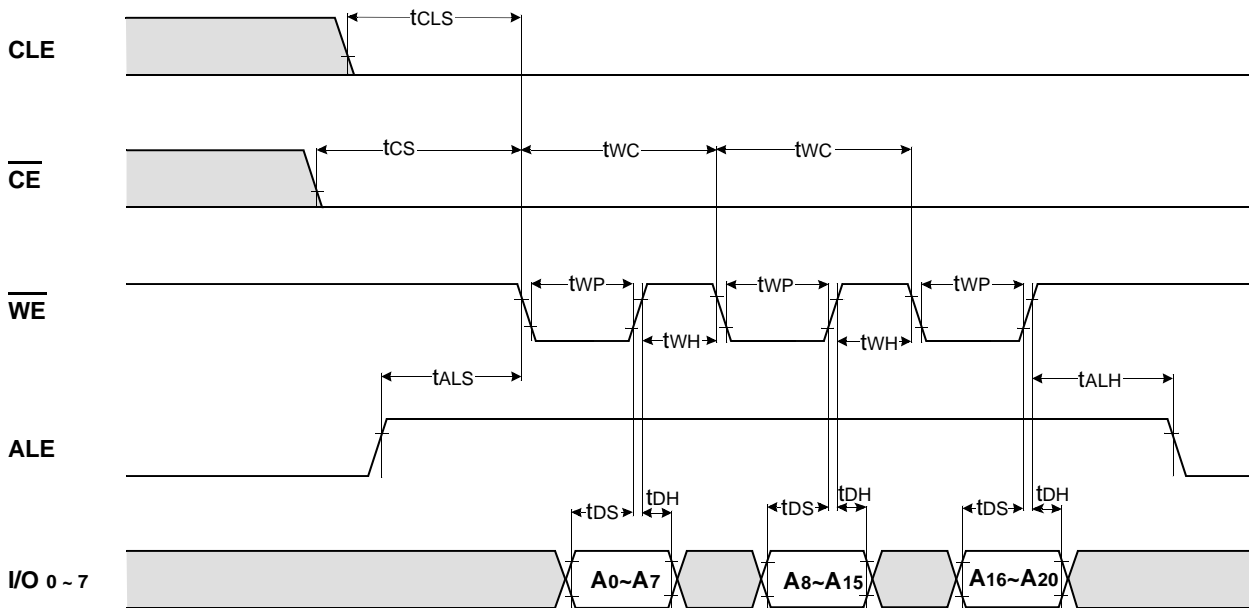 tCLS
CLE
tCS tWC tWC
CE
tWP tWP tWP
WE
tWH tWH
tALS tALH
ALE
tDS tDH tDS tDH tDS tDH
I/O 0 ~ 7 A0~A7 A8~A15 A16~A20